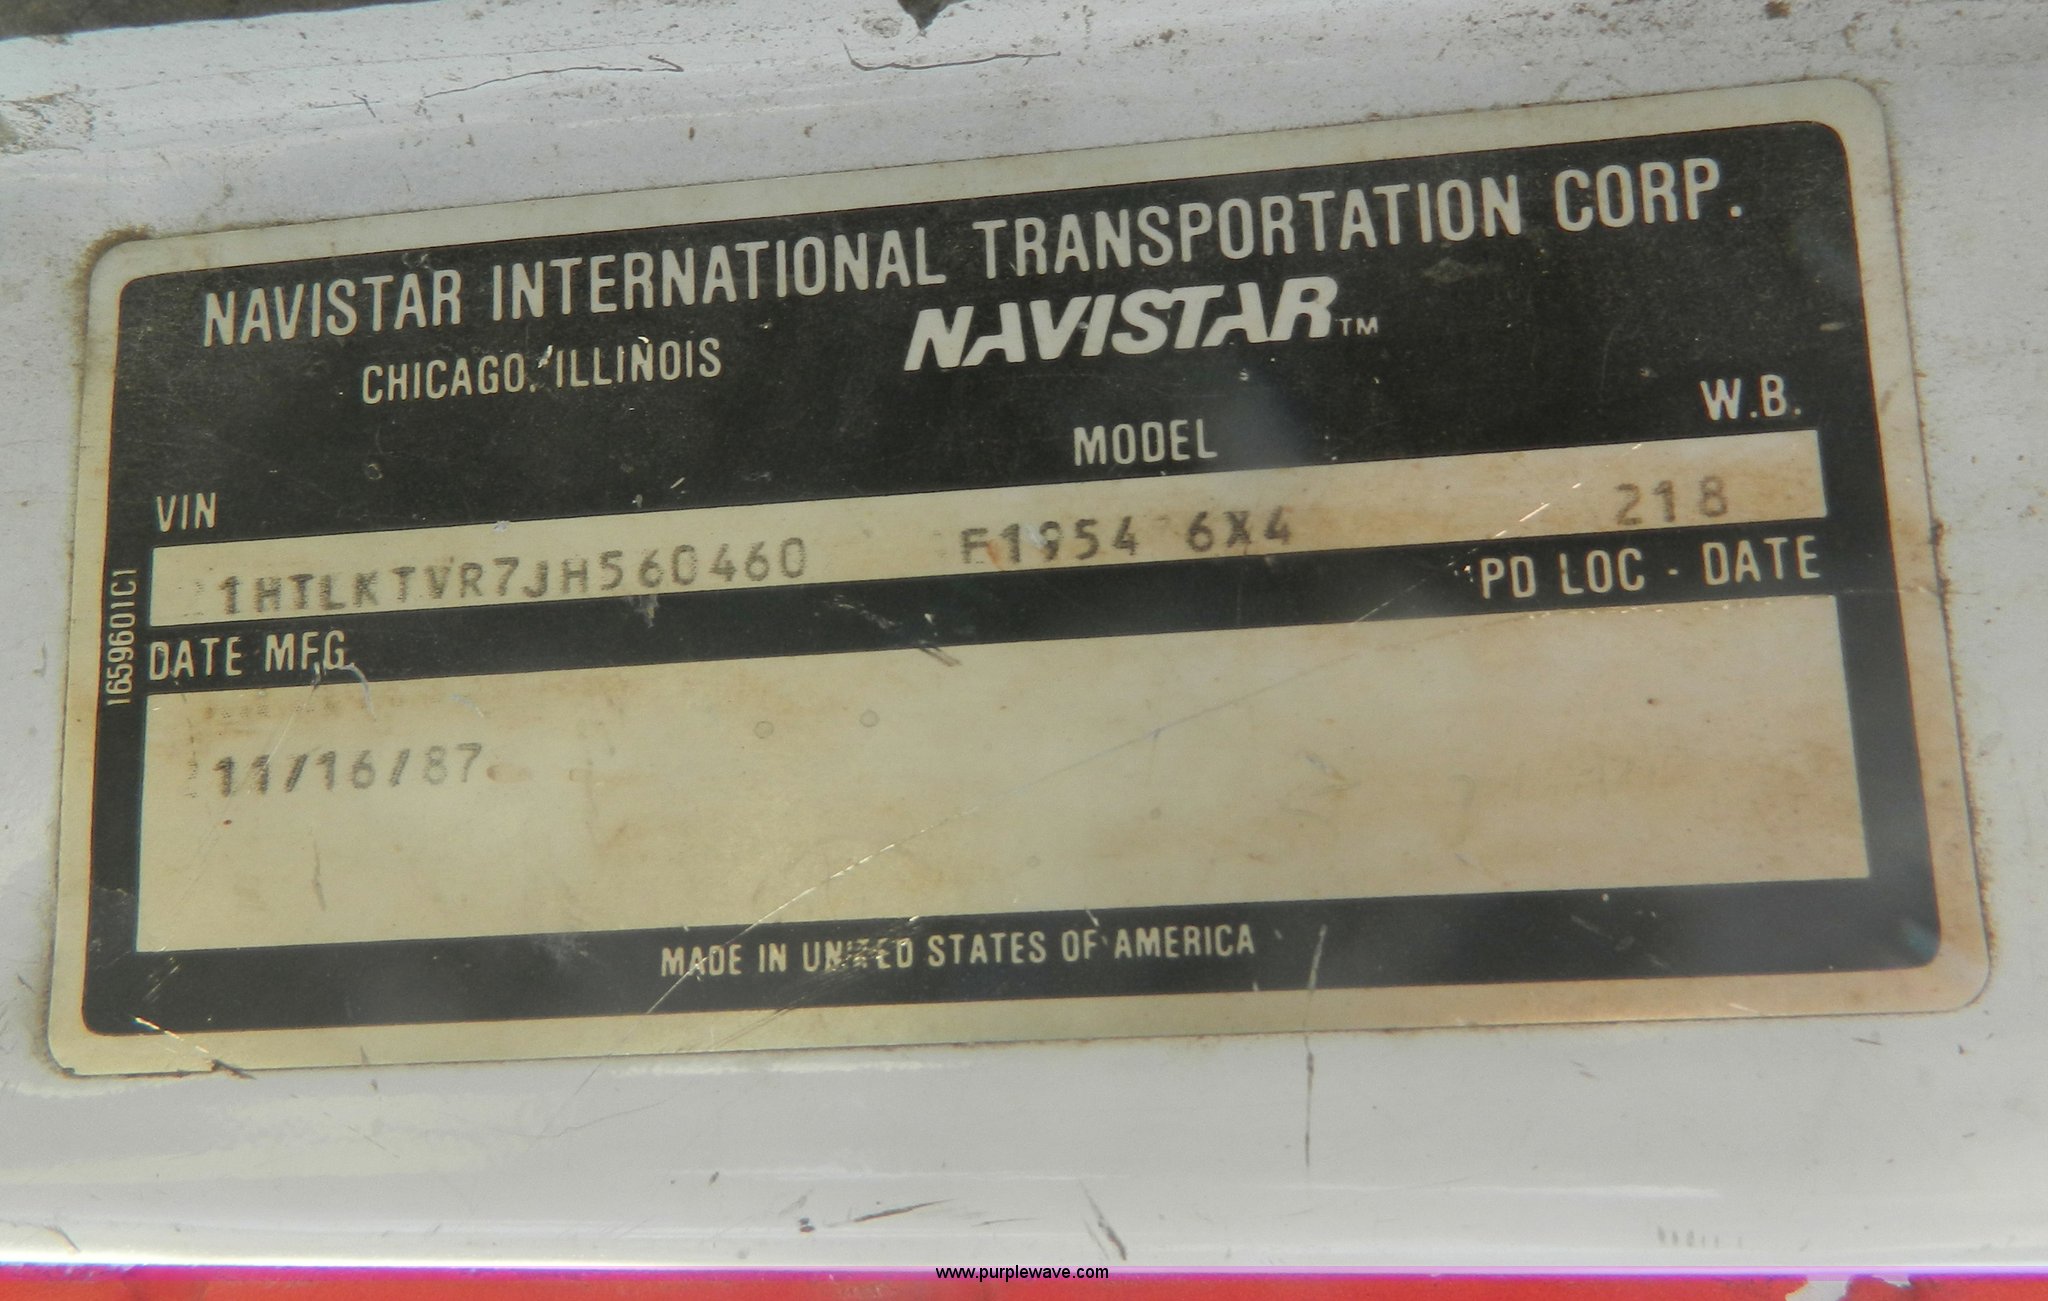 NAVISTAR INTERNATIONAL TRANSPORTATION CORP.
CHICAGO, ILLINOIS
NAVISTAR™
VIN MODEL W.B.
1HTLKTVR7JH560460 F1954 6X4 218
DATE MFG. PD LOC - DATE
11/16/87
MADE IN UNITED STATES OF AMERICA
1659601C1
www.purplewave.com